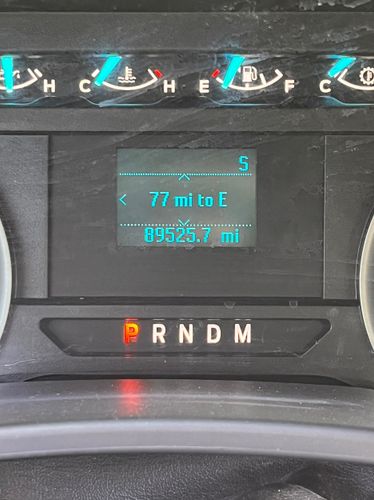 H C H E F C
S
77 mi to E
89525.7 mi
P R N D M